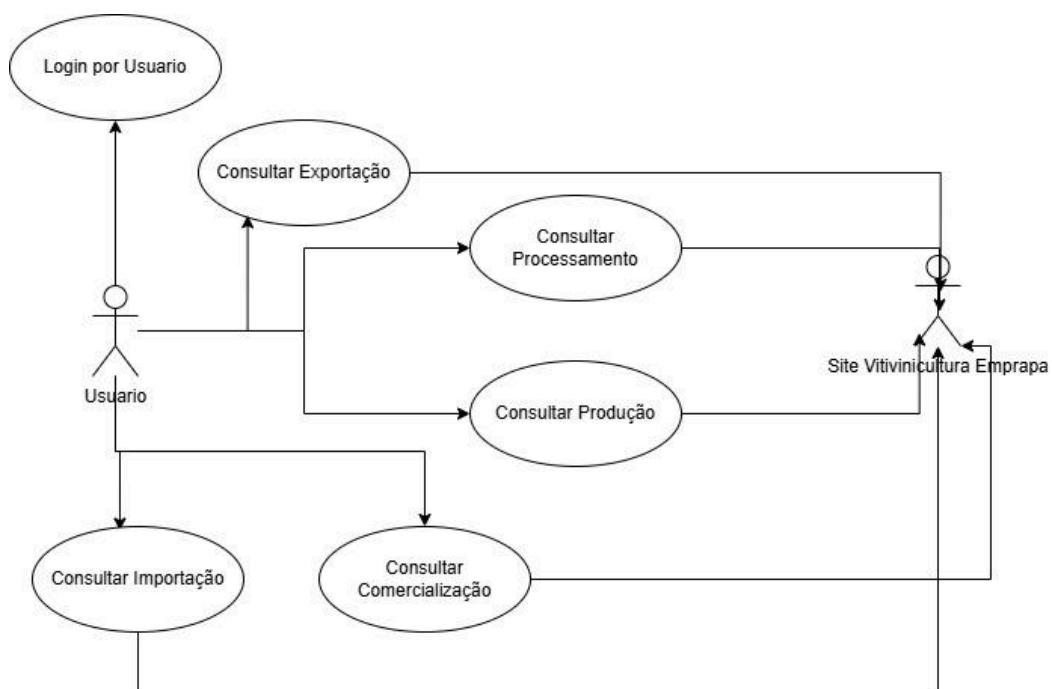 Login por Usuario
Consultar Exportação
Consultar
Processamento
Usuario
Site Vitivinicultura Emprapa
Consultar Produção
Consultar Importação
Consultar
Comercialização